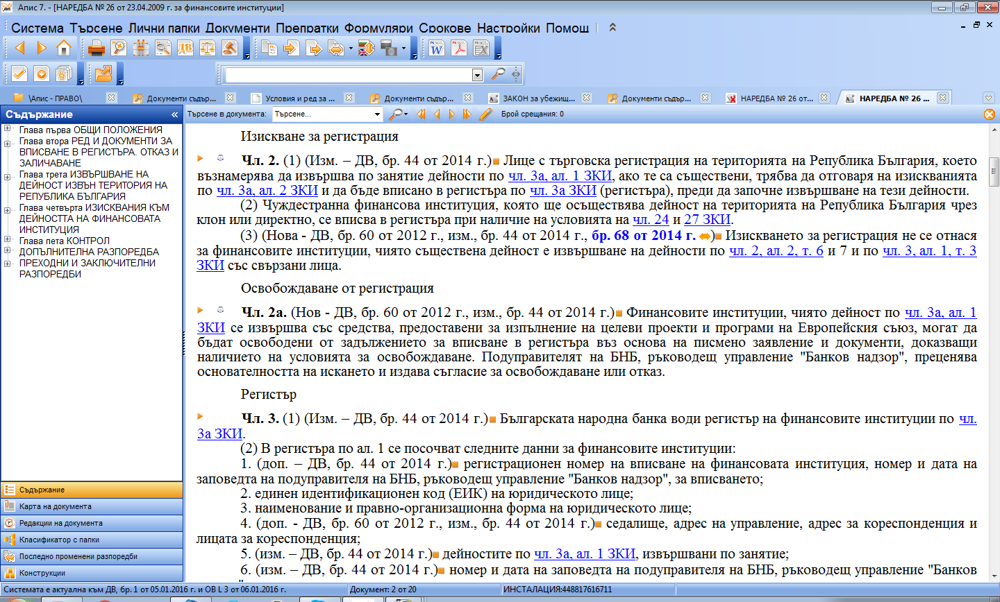 Апис 7. - [НАРЕДБА № 26 от 23.04.2009 г. за финансовите институции]
Система Търсене Лични папки Документи Препратки Формуляри Срокове Настройки Помощ
\Апис - ПРАВО\ Документи съдър... Условия и ред за ... Документи съдър... ЗАКОН за убежищ... Документи съдър... НАРЕДБА № 26 от... НАРЕДБА № 26 ...
Съдържание «
Търсене в документа: Търсене... Брой срещания: 0
Глава първа ОБЩИ ПОЛОЖЕНИЯ
Глава втора РЕД И ДОКУМЕНТИ ЗА
ВПИСВАНЕ В РЕГИСТЪРА. ОТКАЗ И
ЗАЛИЧАВАНЕ
Глава трета ИЗВЪРШВАНЕ НА
ДЕЙНОСТ ИЗВЪН ТЕРИТОРИЯ НА
РЕПУБЛИКА БЪЛГАРИЯ
Глава четвърта ИЗИСКВАНИЯ КЪМ
ДЕЙНОСТТА НА ФИНАНСОВАТА
ИНСТИТУЦИЯ
Глава пета КОНТРОЛ
ДОПЪЛНИТЕЛНА РАЗПОРЕДБА
ПРЕХОДНИ И ЗАКЛЮЧИТЕЛНИ
РАЗПОРЕДБИ
Съдържание
Карта на документа
Редакции на документа
Класификатор с папки
Последно променени разпоредби
Конструкции
Изискване за регистрация
Чл. 2. (1) (Изм. – ДВ, бр. 44 от 2014 г.) Лице с търговска регистрация на територията на Република България, което
възнамерява да извършва по занятие дейности по чл. 3а, ал. 1 ЗКИ, ако те са съществени, трябва да отговаря на изискванията
по чл. 3а, ал. 2 ЗКИ и да бъде вписано в регистъра по чл. 3а ЗКИ (регистъра), преди да започне извършване на тези дейности.
(2) Чуждестранна финансова институция, която ще осъществява дейност на територията на Република България чрез
клон или директно, се вписва в регистъра при наличие на условията на чл. 24 и 27 ЗКИ.
(3) (Нова - ДВ, бр. 60 от 2012 г., изм., бр. 44 от 2014 г., бр. 68 от 2014 г. ) Изискването за регистрация не се отнася
за финансовите институции, чиято съществена дейност е извършване на дейности по чл. 2, ал. 2, т. 6 и 7 и по чл. 3, ал. 1, т. 3
ЗКИ със свързани лица.
Освобождаване от регистрация
Чл. 2а. (Нов - ДВ, бр. 60 от 2012 г., изм., бр. 44 от 2014 г.) Финансовите институции, чиято дейност по чл. 3а, ал. 1
ЗКИ се извършва със средства, предоставени за изпълнение на целеви проекти и програми на Европейския съюз, могат да
бъдат освободени от задължението за вписване в регистъра въз основа на писмено заявление и документи, доказващи
наличието на условията за освобождаване. Подуправителят на БНБ, ръководещ управление "Банков надзор", преценява
основателността на искането и издава съгласие за освобождаване или отказ.
Регистър
Чл. 3. (1) (Изм. – ДВ, бр. 44 от 2014 г.) Българската народна банка води регистър на финансовите институции по чл.
3а ЗКИ.
(2) В регистъра по ал. 1 се посочват следните данни за финансовите институции:
1. (доп. – ДВ, бр. 44 от 2014 г.) регистрационен номер на вписване на финансовата институция, номер и дата на
заповедта на подуправителя на БНБ, ръководещ управление "Банков надзор", за вписването;
2. единен идентификационен код (ЕИК) на юридическото лице;
3. наименование и правно-организационна форма на юридическото лице;
4. (доп. - ДВ, бр. 60 от 2012 г., изм., бр. 44 от 2014 г.) седалище, адрес на управление, адрес за кореспонденция и
лицата за кореспонденция;
5. (изм. – ДВ, бр. 44 от 2014 г.) дейностите по чл. 3а, ал. 1 ЗКИ, извършвани по занятие;
6. (изм. – ДВ, бр. 44 от 2014 г.) номер и дата на заповедта на подуправителя на БНБ, ръководещ управление "Банков
Системата е актуална към ДВ, бр. 1 от 05.01.2016 г. и OB L 3 от 06.01.2016 г. Документ: 2 от 20 ИНСТАЛАЦИЯ:448817616711